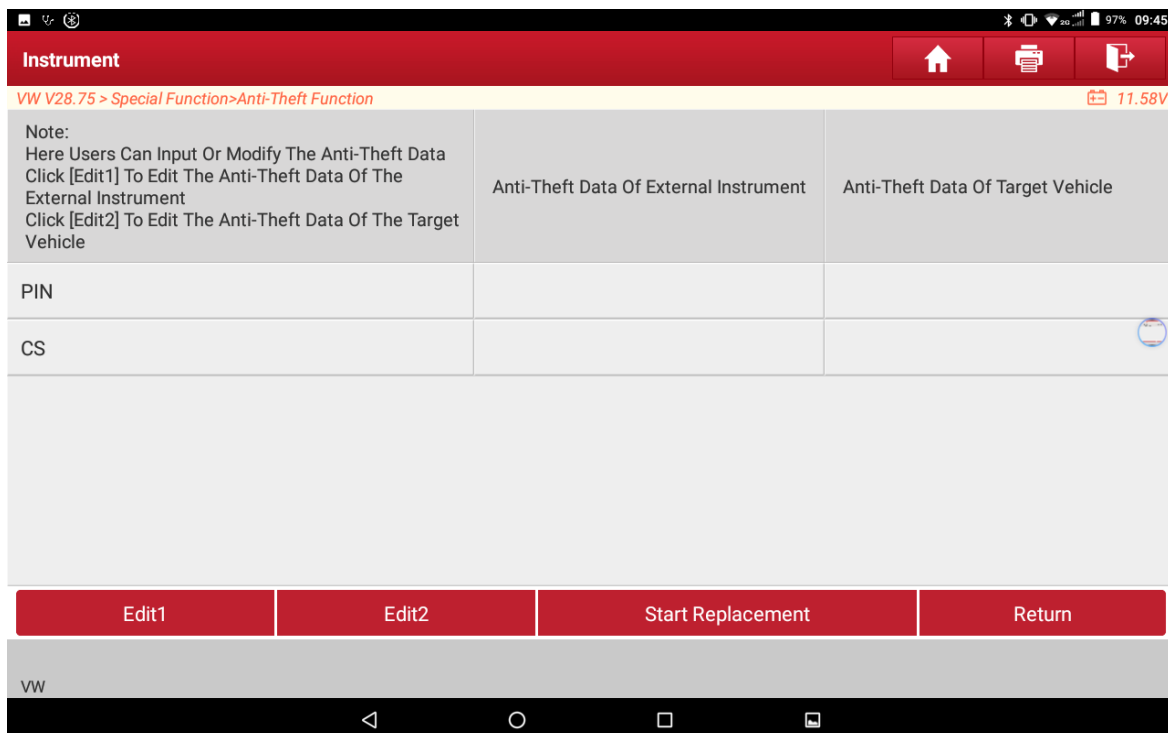 97% 09:45
Instrument
VW V28.75 > Special Function>Anti-Theft Function
11.58V
Note:
Here Users Can Input Or Modify The Anti-Theft Data
Click [Edit1] To Edit The Anti-Theft Data Of The
External Instrument
Click [Edit2] To Edit The Anti-Theft Data Of The Target
Vehicle
Anti-Theft Data Of External Instrument
Anti-Theft Data Of Target Vehicle
PIN
CS
Edit1
Edit2
Start Replacement
Return
VW